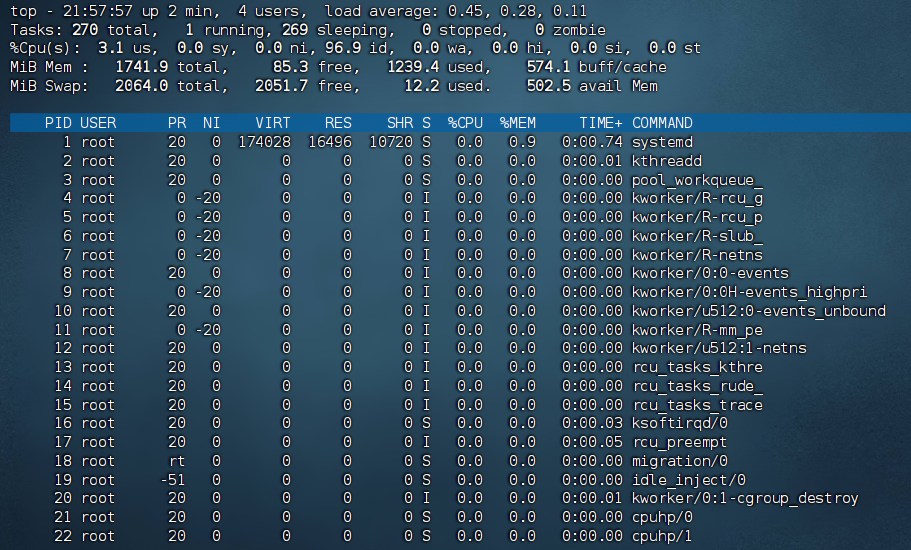 top - 21:57:57 up 2 min,  4 users,  load average: 0.45, 0.28, 0.11
Tasks: 270 total,   1 running, 269 sleeping,   0 stopped,   0 zombie
%Cpu(s):  3.1 us,  0.0 sy,  0.0 ni, 96.9 id,  0.0 wa,  0.0 hi,  0.0 si,  0.0 st
MiB Mem :   1741.9 total,     85.3 free,   1239.4 used,    574.1 buff/cache
MiB Swap:   2064.0 total,   2051.7 free,     12.2 used.    502.5 avail Mem
PID USER      PR  NI    VIRT    RES    SHR S  %CPU  %MEM     TIME+ COMMAND
1 root      20   0  174028  16496  10720 S   0.0   0.9   0:00.74 systemd
2 root      20   0       0      0      0 S   0.0   0.0   0:00.01 kthreadd
3 root      20   0       0      0      0 S   0.0   0.0   0:00.00 pool_workqueue_
4 root       0 -20       0      0      0 I   0.0   0.0   0:00.00 kworker/R-rcu_g
5 root       0 -20       0      0      0 I   0.0   0.0   0:00.00 kworker/R-rcu_p
6 root       0 -20       0      0      0 I   0.0   0.0   0:00.00 kworker/R-slub_
7 root       0 -20       0      0      0 I   0.0   0.0   0:00.00 kworker/R-netns
8 root      20   0       0      0      0 I   0.0   0.0   0:00.00 kworker/0:0-events
9 root       0 -20       0      0      0 I   0.0   0.0   0:00.00 kworker/0:0H-events_highpri
10 root      20   0       0      0      0 I   0.0   0.0   0:00.00 kworker/u512:0-events_unbound
11 root       0 -20       0      0      0 I   0.0   0.0   0:00.00 kworker/R-mm_pe
12 root      20   0       0      0      0 I   0.0   0.0   0:00.00 kworker/u512:1-netns
13 root      20   0       0      0      0 I   0.0   0.0   0:00.00 rcu_tasks_kthre
14 root      20   0       0      0      0 I   0.0   0.0   0:00.00 rcu_tasks_rude_
15 root      20   0       0      0      0 I   0.0   0.0   0:00.00 rcu_tasks_trace
16 root      20   0       0      0      0 S   0.0   0.0   0:00.03 ksoftirqd/0
17 root      20   0       0      0      0 I   0.0   0.0   0:00.05 rcu_preempt
18 root      rt   0       0      0      0 S   0.0   0.0   0:00.00 migration/0
19 root     -51   0       0      0      0 S   0.0   0.0   0:00.00 idle_inject/0
20 root      20   0       0      0      0 I   0.0   0.0   0:00.01 kworker/0:1-cgroup_destroy
21 root      20   0       0      0      0 S   0.0   0.0   0:00.00 cpuhp/0
22 root      20   0       0      0      0 S   0.0   0.0   0:00.00 cpuhp/1